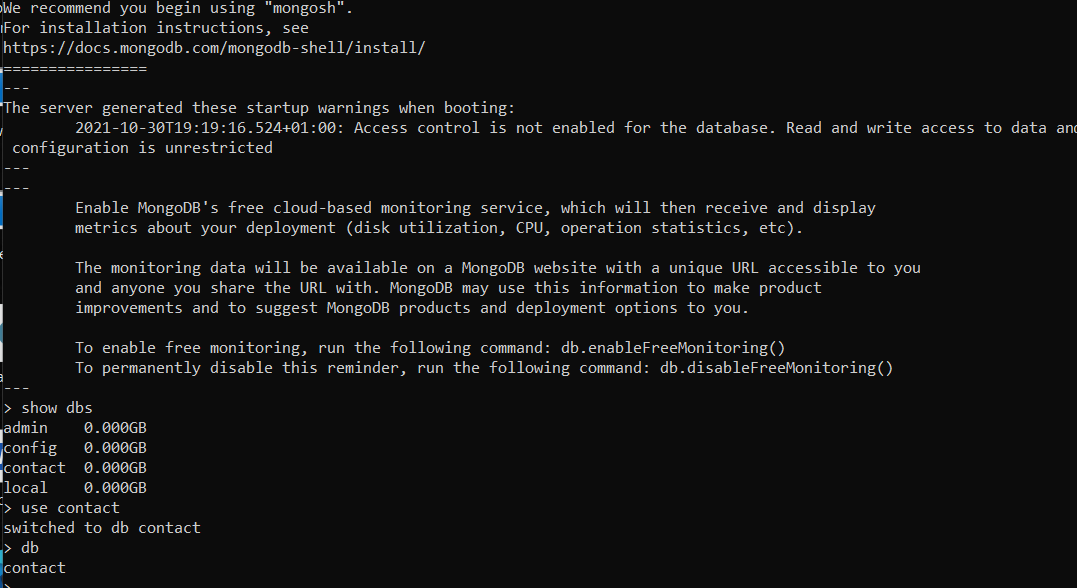 We recommend you begin using "mongosh".
For installation instructions, see
https://docs.mongodb.com/mongodb-shell/install/
================
---
The server generated these startup warnings when booting:
        2021-10-30T19:19:16.524+01:00: Access control is not enabled for the database. Read and write access to data and
 configuration is unrestricted
---
---
        Enable MongoDB's free cloud-based monitoring service, which will then receive and display
        metrics about your deployment (disk utilization, CPU, operation statistics, etc).

        The monitoring data will be available on a MongoDB website with a unique URL accessible to you
        and anyone you share the URL with. MongoDB may use this information to make product
        improvements and to suggest MongoDB products and deployment options to you.

        To enable free monitoring, run the following command: db.enableFreeMonitoring()
        To permanently disable this reminder, run the following command: db.disableFreeMonitoring()
---
> show dbs
admin    0.000GB
config   0.000GB
contact  0.000GB
local    0.000GB
> use contact
switched to db contact
> db
contact
>